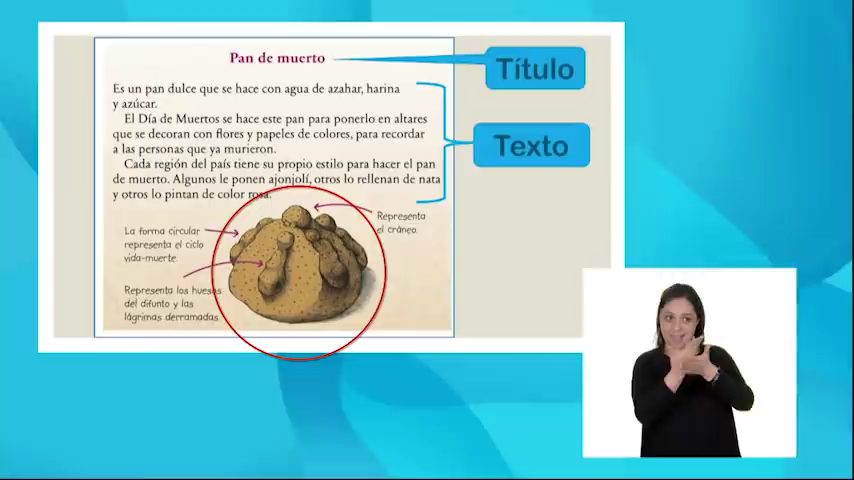 Pan de muerto
Título
Es un pan dulce que se hace con agua de azahar, harina
y azúcar.
El Día de Muertos se hace este pan para ponerlo en altares
que se decoran con flores y papeles de colores, para recordar
a las personas que ya murieron.
Texto
Cada región del país tiene su propio estilo para hacer el pan
de muerto. Algunos le ponen ajonjolí, otros lo rellenan de nata
y otros lo pintan de color rosa.
Representa
el cráneo.
La forma circular
representa el ciclo
vida-muerte.
Representa los huesos
del difunto y las
lágrimas derramadas.